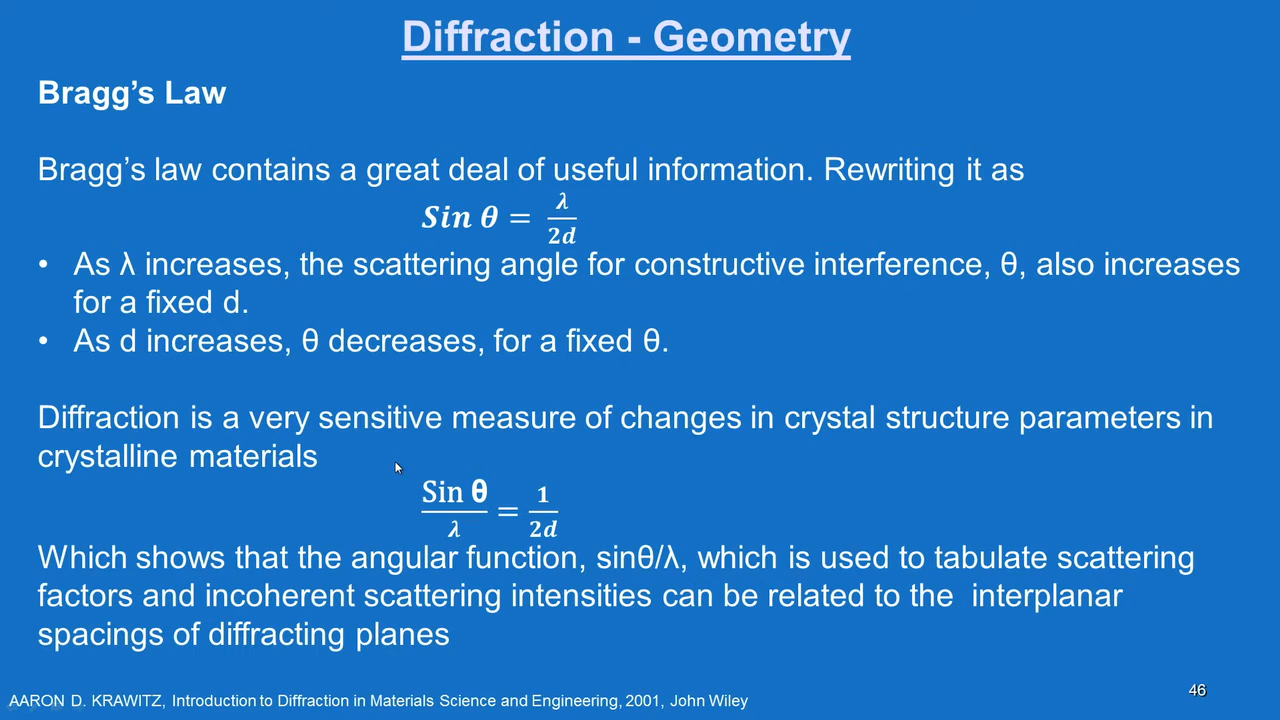 Diffraction - Geometry
Bragg’s Law
Bragg’s law contains a great deal of useful information. Rewriting it as
Sin θ = λ/2d
• As λ increases, the scattering angle for constructive interference, θ, also increases
for a fixed d.
• As d increases, θ decreases, for a fixed θ.
Diffraction is a very sensitive measure of changes in crystal structure parameters in
crystalline materials
Sin θ/λ = 1/2d
Which shows that the angular function, sinθ/λ, which is used to tabulate scattering
factors and incoherent scattering intensities can be related to the interplanar
spacings of diffracting planes
46
AARON D. KRAWITZ, Introduction to Diffraction in Materials Science and Engineering, 2001, John Wiley